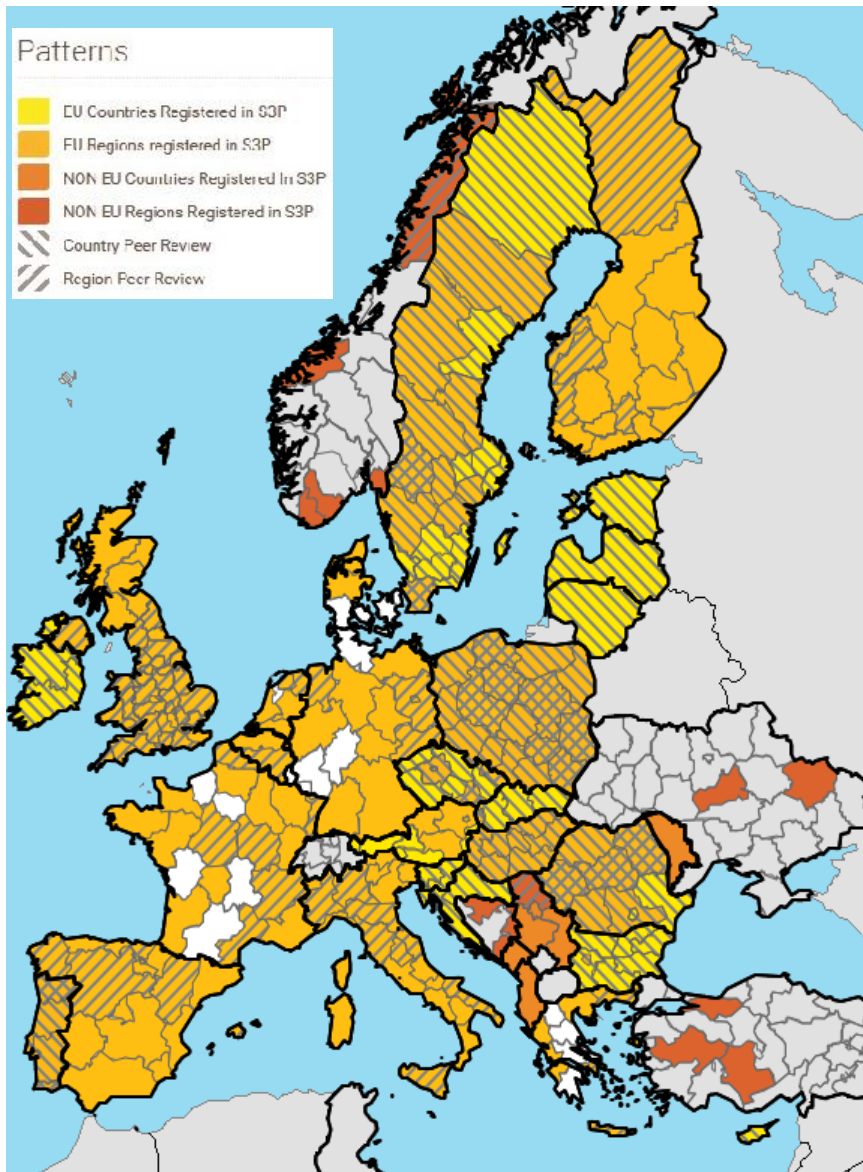 Patterns
EU Countries Registered in S3P
EU Regions registered in S3P
NON EU Countries Registered In S3P
NON EU Regions Registered in S3P
Country Peer Review
Region Peer Review